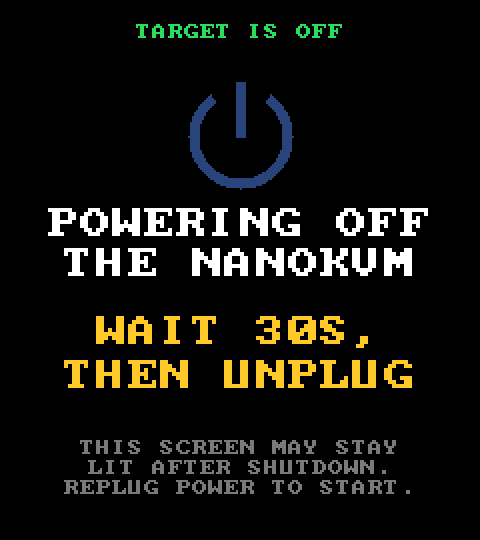 TARGET IS OFF
POWERING OFF
THE NANOKVM
WAIT 30S,
THEN UNPLUG
THIS SCREEN MAY STAY
LIT AFTER SHUTDOWN.
REPLUG POWER TO START.